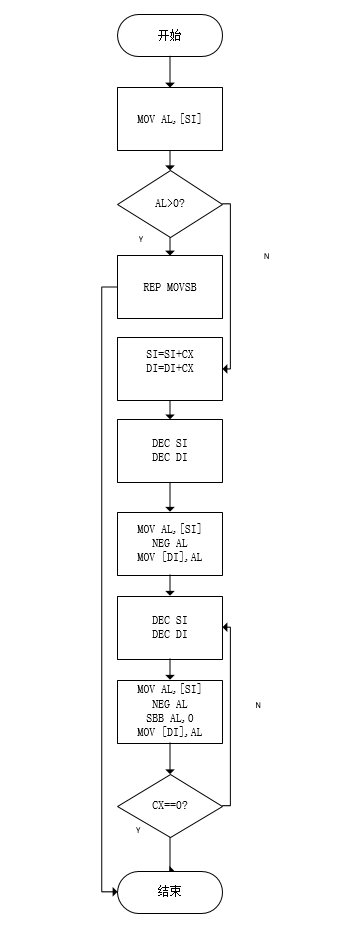 开始
MOV AL,[SI]
AL>0?
Y
N
REP MOVSB
SI=SI+CX
DI=DI+CX
DEC SI
DEC DI
MOV AL,[SI]
NEG AL
MOV [DI],AL
DEC SI
DEC DI
MOV AL,[SI]
NEG AL
SBB AL,0
MOV [DI],AL
N
CX==0?
Y
结束